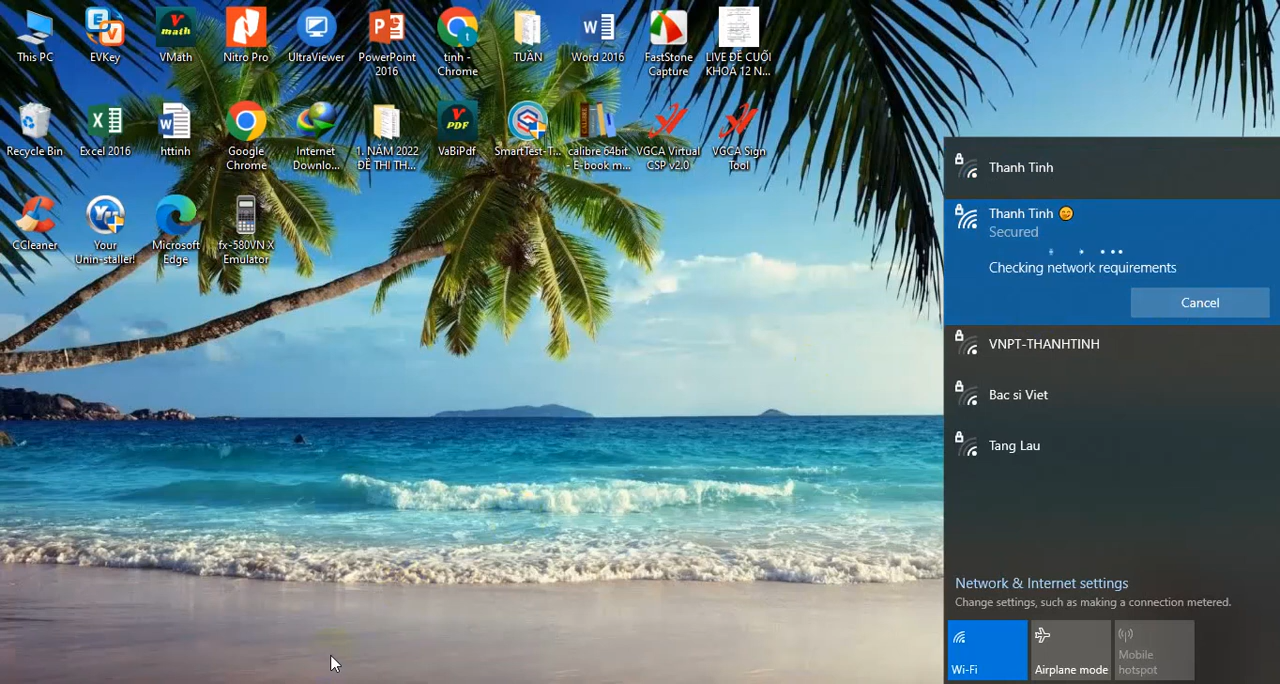 This PC
EVKey
VMath
Nitro Pro
UltraViewer
PowerPoint
2016
tinh -
Chrome
TUẦN
Word 2016
FastStone
Capture
LIVE ĐỀ CUỐI
KHOÁ 12 N...
Recycle Bin
Excel 2016
httinh
Google
Chrome
Internet
Downlo...
1. NĂM 2022
ĐỀ THI TH...
VaBiPdf
SmartTest-T...
calibre 64bit
- E-book m...
VGCA Virtual
CSP v2.0
VGCA Sign
Tool
CCleaner
Your
Unin-staller!
Microsoft
Edge
fx-580VN X
Emulator
Thanh Tinh
Thanh Tinh 😊
Secured
Checking network requirements
Cancel
VNPT-THANHTINH
Bac si Viet
Tang Lau
Network & Internet settings
Change settings, such as making a connection metered.
Wi-Fi
Airplane mode
Mobile
hotspot